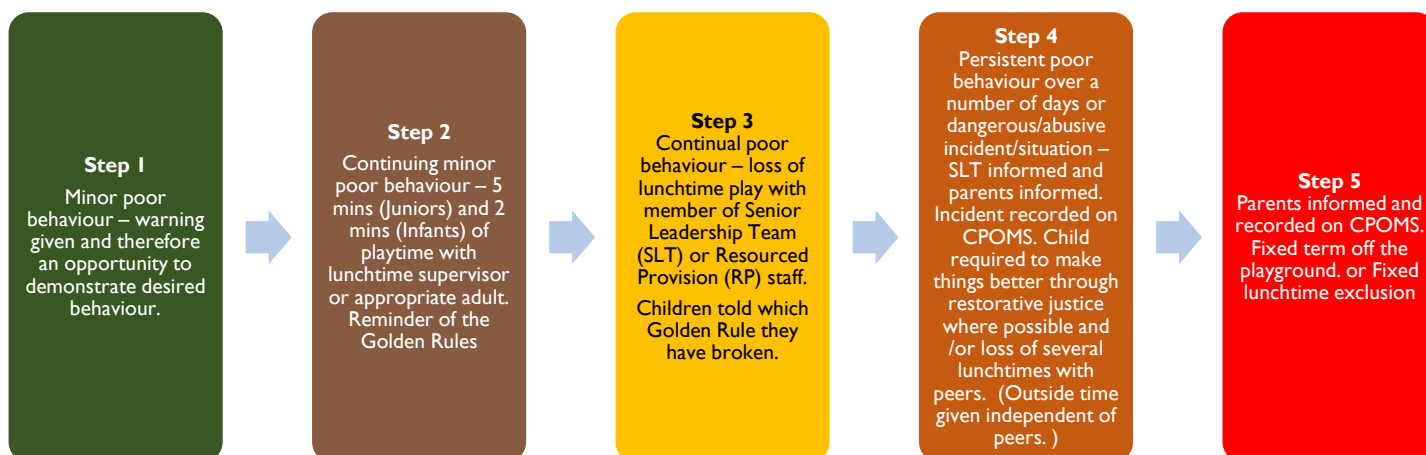 Step 1
Minor poor
behaviour – warning
given and therefore
an opportunity to
demonstrate desired
behaviour.
Step 2
Continuing minor
poor behaviour – 5
mins (Juniors) and 2
mins (Infants) of
playtime with
lunchtime supervisor
or appropriate adult.
Reminder of the
Golden Rules
Step 3
Continual poor
behaviour – loss of
lunchtime play with
member of Senior
Leadership Team
(SLT) or Resourced
Provision (RP) staff.
Children told which
Golden Rule they
have broken.
Step 4
Persistent poor
behaviour over a
number of days or
dangerous/abusive
incident/situation –
SLT informed and
parents informed.
Incident recorded on
CPOMS. Child
required to make
things better through
restorative justice
where possible and
/or loss of several
lunchtimes with
peers.  (Outside time
given independent of
peers. )
Step 5
Parents informed and
recorded on CPOMS.
Fixed term off the
playground. or Fixed
lunchtime exclusion